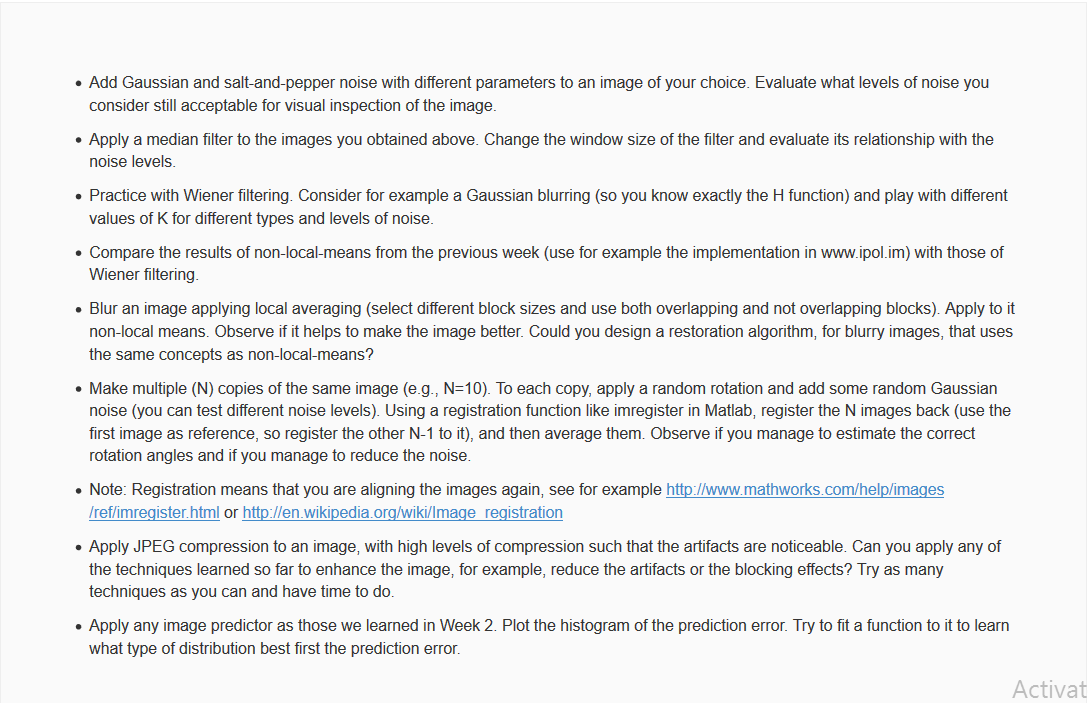 • Add Gaussian and salt-and-pepper noise with different parameters to an image of your choice. Evaluate what levels of noise you
consider still acceptable for visual inspection of the image.
• Apply a median filter to the images you obtained above. Change the window size of the filter and evaluate its relationship with the
noise levels.
• Practice with Wiener filtering. Consider for example a Gaussian blurring (so you know exactly the H function) and play with different
values of K for different types and levels of noise.
• Compare the results of non-local-means from the previous week (use for example the implementation in www.ipol.im) with those of
Wiener filtering.
• Blur an image applying local averaging (select different block sizes and use both overlapping and not overlapping blocks). Apply to it
non-local means. Observe if it helps to make the image better. Could you design a restoration algorithm, for blurry images, that uses
the same concepts as non-local-means?
• Make multiple (N) copies of the same image (e.g., N=10). To each copy, apply a random rotation and add some random Gaussian
noise (you can test different noise levels). Using a registration function like imregister in Matlab, register the N images back (use the
first image as reference, so register the other N-1 to it), and then average them. Observe if you manage to estimate the correct
rotation angles and if you manage to reduce the noise.
• Note: Registration means that you are aligning the images again, see for example http://www.mathworks.com/help/images
/ref/imregister.html or http://en.wikipedia.org/wiki/Image_registration
• Apply JPEG compression to an image, with high levels of compression such that the artifacts are noticeable. Can you apply any of
the techniques learned so far to enhance the image, for example, reduce the artifacts or the blocking effects? Try as many
techniques as you can and have time to do.
• Apply any image predictor as those we learned in Week 2. Plot the histogram of the prediction error. Try to fit a function to it to learn
what type of distribution best first the prediction error.
Activat